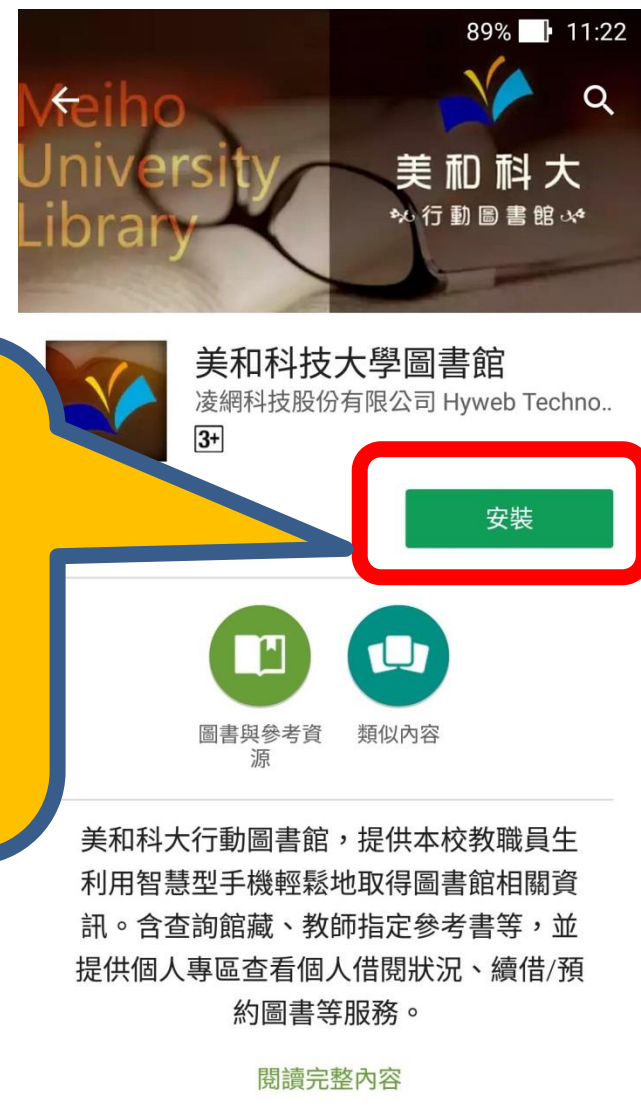 89% 11:22
Meiho
University
Library
美和科大
行動圖書館
美和科技大學圖書館
凌網科技股份有限公司 Hyweb Techno..
3+
安裝
圖書與參考資
源
類似內容
美和科大行動圖書館，提供本校教職員生
利用智慧型手機輕鬆地取得圖書館相關資
訊。含查詢館藏、教師指定參考書等，並
提供個人專區查看個人借閱狀況、續借/預
約圖書等服務。
閱讀完整內容